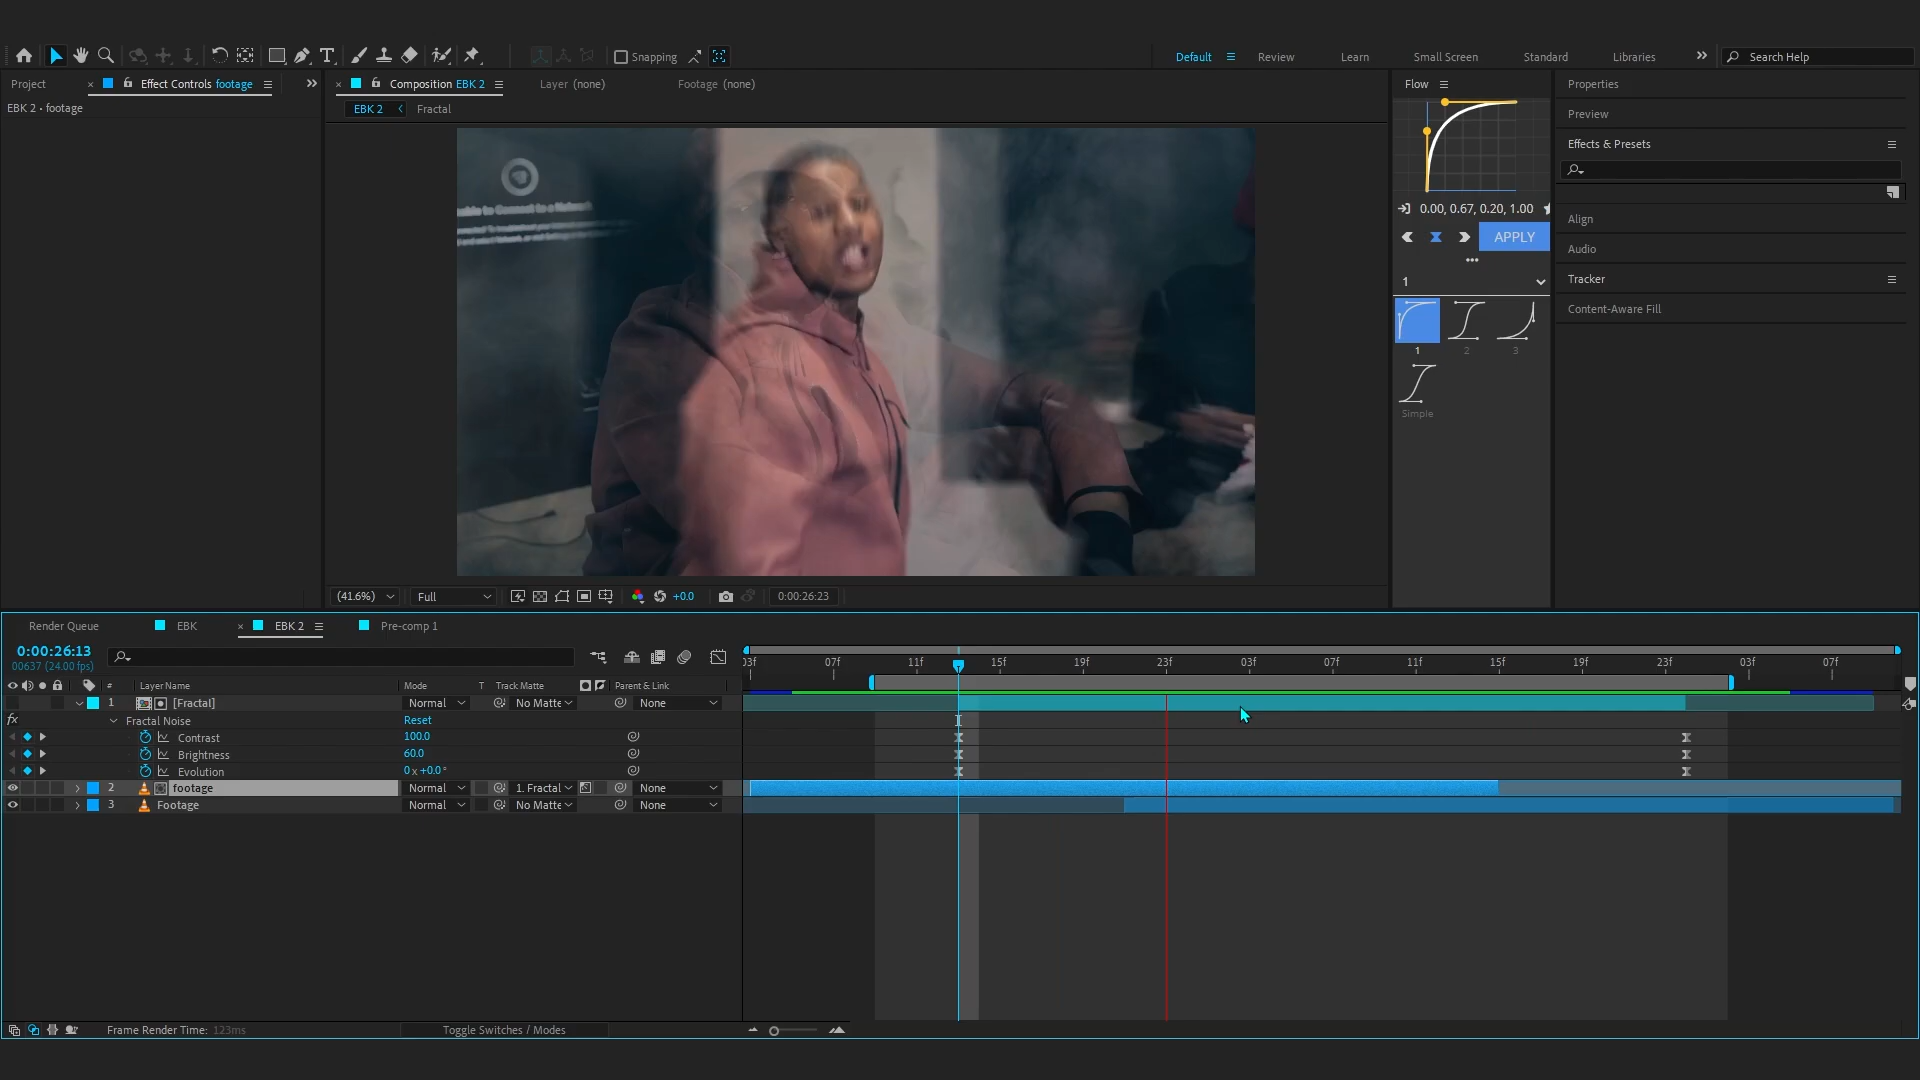 Snapping
Default
Review
Learn
Small Screen
Standard
Libraries
Search Help
Project
Effect Controls footage
Composition EBK 2
Layer (none)
Footage (none)
Flow
Properties
EBK 2 • footage
EBK 2
Fractal
Preview
Effects & Presets
0.00, 0.67, 0.20, 1.00
APPLY
Align
Audio
1
Tracker
Content-Aware Fill
1
2
3
Simple
(41.6%)
Full
+0.0
0:00:26:23
Render Queue
EBK
EBK 2
Pre-comp 1
0:00:26:13
00637 (24.00 fps)
03f 07f 11f 15f 19f 23f 03f 07f 11f 15f 19f 23f 03f 07f
# Layer Name Mode T Track Matte Parent & Link
1 [Fractal] Normal No Matte None
fx Fractal Noise Reset
Contrast 100.0
Brightness 60.0
Evolution 0 x +0.0°
2 footage Normal 1. Fractal None
3 Footage Normal No Matte None
Frame Render Time: 123ms
Toggle Switches / Modes